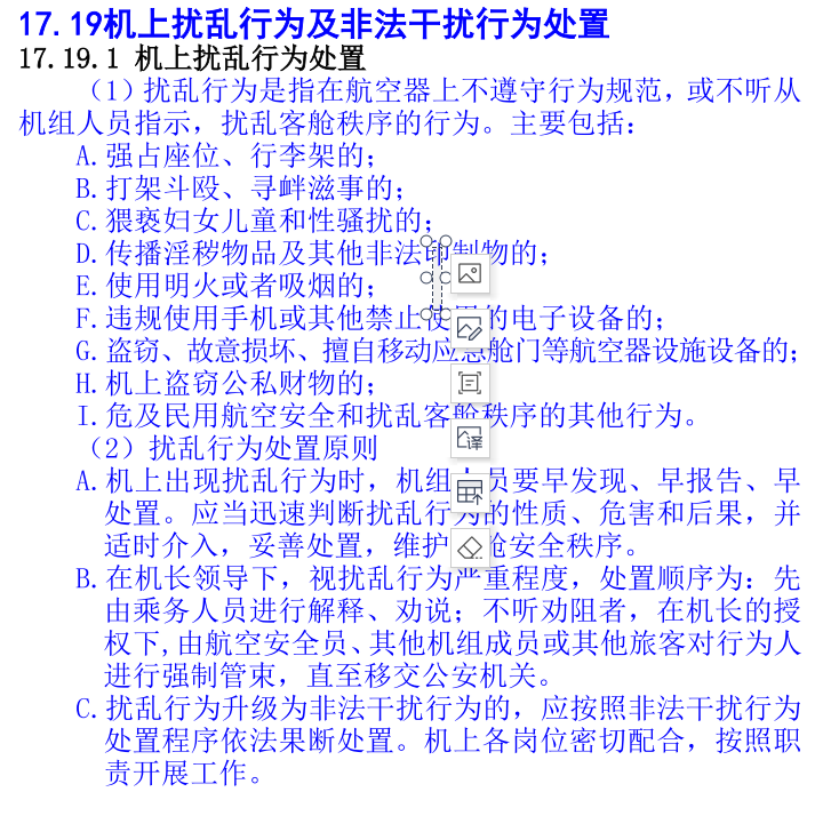 17.19机上扰乱行为及非法干扰行为处置
17.19.1 机上扰乱行为处置
（1）扰乱行为是指在航空器上不遵守行为规范，或不听从
机组人员指示，扰乱客舱秩序的行为。主要包括：
A.强占座位、行李架的；
B.打架斗殴、寻衅滋事的；
C.猥亵妇女儿童和性骚扰的；
D.传播淫秽物品及其他非法印制物的；
E.使用明火或者吸烟的；
F.违规使用手机或其他禁止使用的电子设备的；
G.盗窃、故意损坏、擅自移动应急舱门等航空器设施设备的；
H.机上盗窃公私财物的；
I.危及民用航空安全和扰乱客舱秩序的其他行为。
（2）扰乱行为处置原则
A.机上出现扰乱行为时，机组人员要早发现、早报告、早
处置。应当迅速判断扰乱行为的性质、危害和后果，并
适时介入，妥善处置，维护 舱安全秩序。
B.在机长领导下，视扰乱行为严重程度，处置顺序为：先
由乘务人员进行解释、劝说；不听劝阻者，在机长的授
权下,由航空安全员、其他机组成员或其他旅客对行为人
进行强制管束，直至移交公安机关。
C.扰乱行为升级为非法干扰行为的，应按照非法干扰行为
处置程序依法果断处置。机上各岗位密切配合，按照职
责开展工作。
译